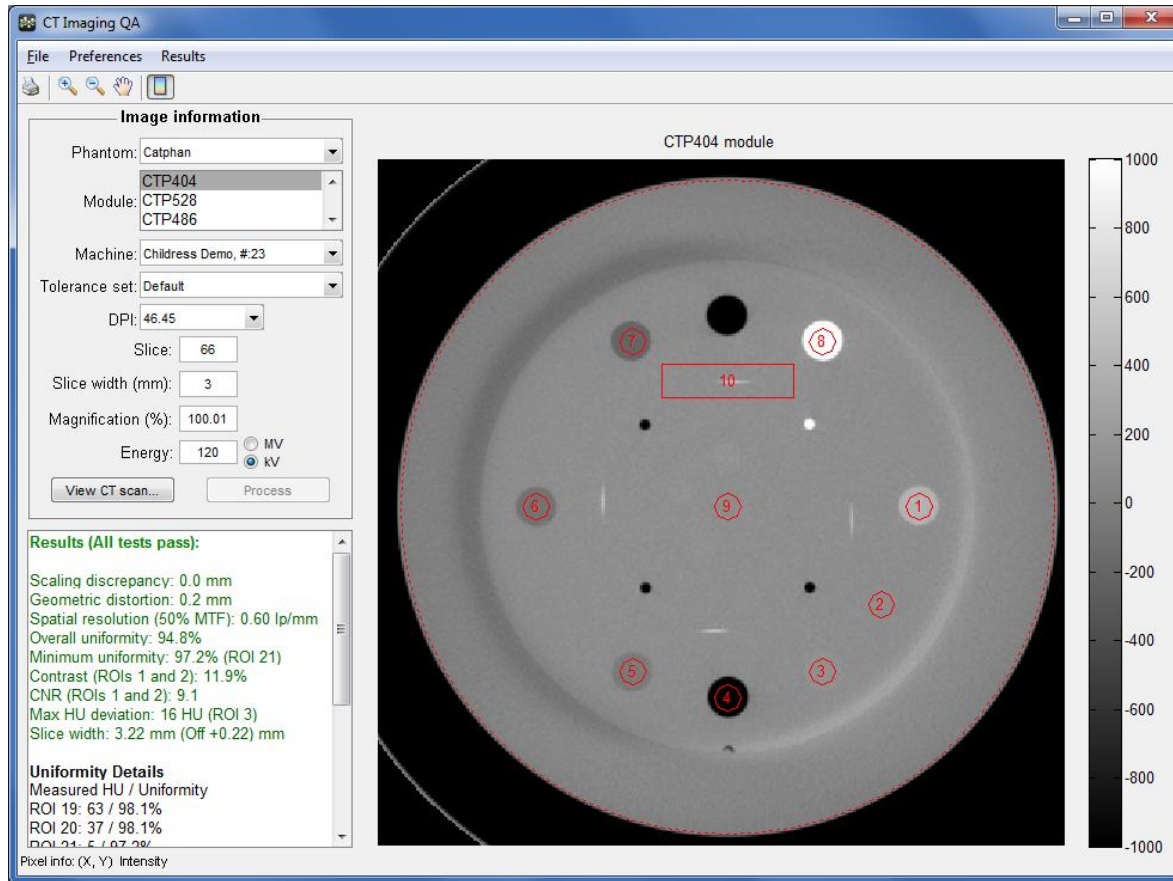 CT Imaging QA
File Preferences Results
Image information
Phantom: Catphan
Module: CTP404
CTP528
CTP486
Machine: Childress Demo, #:23
Tolerance set: Default
DPI: 46.45
Slice: 66
Slice width (mm): 3
Magnification (%): 100.01
Energy: 120 MV
kV
View CT scan... Process
Results (All tests pass):
Scaling discrepancy: 0.0 mm
Geometric distortion: 0.2 mm
Spatial resolution (50% MTF): 0.60 lp/mm
Overall uniformity: 94.8%
Minimum uniformity: 97.2% (ROI 21)
Contrast (ROIs 1 and 2): 11.9%
CNR (ROIs 1 and 2): 9.1
Max HU deviation: 16 HU (ROI 3)
Slice width: 3.22 mm (Off +0.22) mm
Uniformity Details
Measured HU / Uniformity
ROI 19: 63 / 98.1%
ROI 20: 37 / 98.1%
ROI 21: 5 / 97.2%
Pixel info: (X, Y) Intensity
CTP404 module
7
8
10
6
9
1
2
5
3
4
1000
800
600
400
200
0
-200
-400
-600
-800
-1000